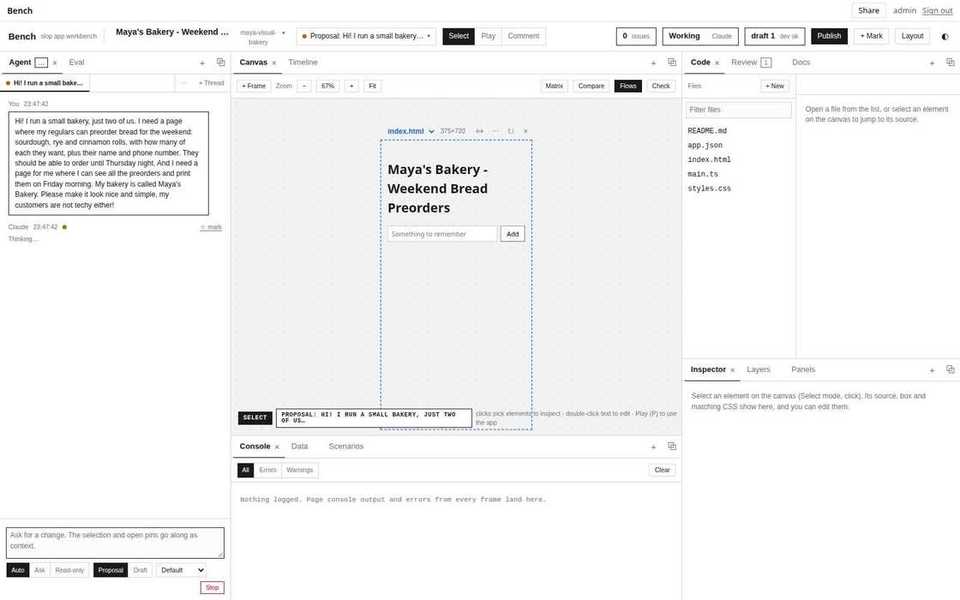 Bench
Share admin Sign out
Bench slop app workbench Maya's Bakery - Weekend ... maya-visual-bakery Proposal: Hi! I run a small bakery... Select Play Comment 0 issues Working Claude draft 1 dev ok Publish + Mark Layout
Agent ... × Eval +
Canvas × Timeline +
Code × Review 1 Docs +
Hi! I run a small bake... ... + Thread
+ Frame Zoom − 67% + Fit Matrix Compare Flows Check
Files + New
Filter files
README.md
app.json
index.html
main.ts
styles.css
Open a file from the list, or select an element
on the canvas to jump to its source.
You 23:47:42
Hi! I run a small bakery, just two of us. I need a
page where my regulars can preorder bread for the weekend:
sourdough, rye and cinnamon rolls, with how many of
each they want, plus their name and phone number. They
should be able to order until Thursday night. And I need a
page for me where I can see all the preorders and print
them on Friday morning. My bakery is called Maya's
Bakery. Please make it look nice and simple, my
customers are not techy either!
Claude 23:47:42 mark
Thinking...
index.html 375×720 ×
Maya's Bakery -
Weekend Bread
Preorders
Something to remember Add
SELECT PROPOSAL: HI! I RUN A SMALL BAKERY, JUST TWO
OF US…
clicks pick elements to inspect · double-click text to edit · Play (P) to use
the app
Inspector × Layers Panels +
Select an element on the canvas (Select mode, click). Its source, box and
matching CSS show here, and you can edit them.
Console × Data Scenarios +
All Errors Warnings Clear
Nothing logged. Page console output and errors from every frame land here.
Ask for a change. The selection and open pins go along as
context.
Auto Ask Read-only Proposal Draft Default
Stop